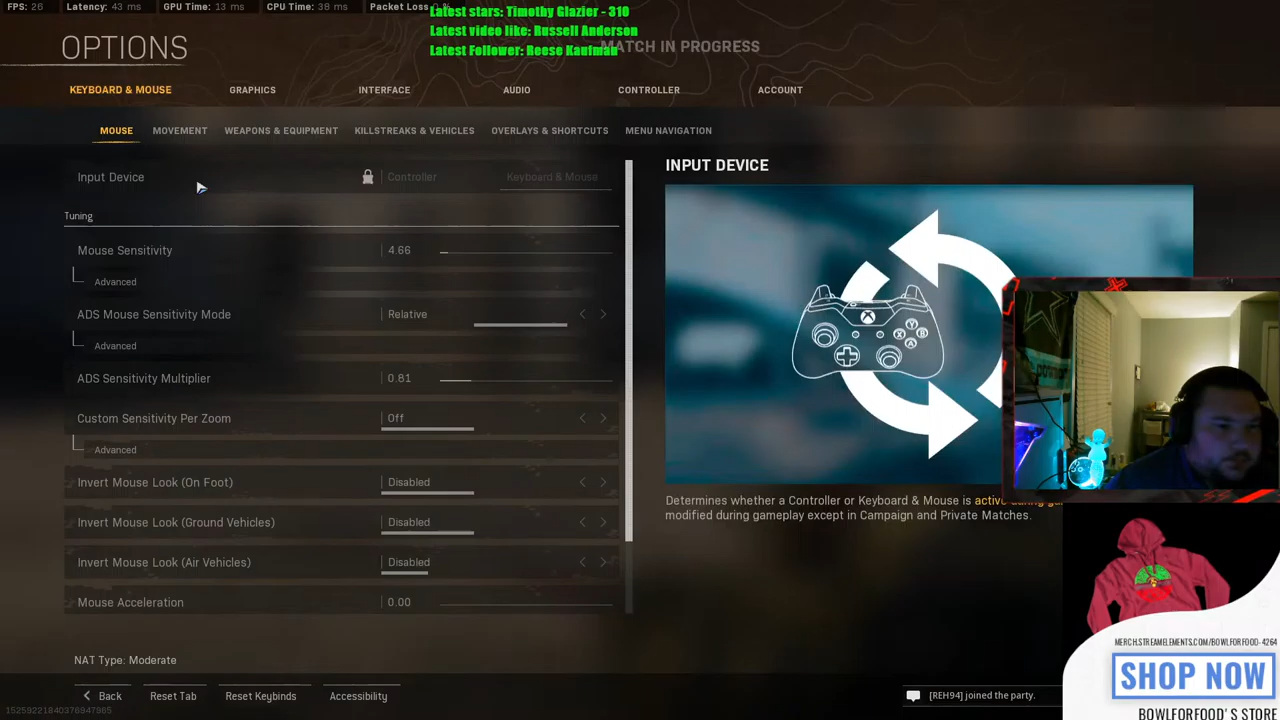 FPS: 26 Latency: 43 ms GPU Time: 13 ms CPU Time: 38 ms Packet Loss
Latest stars: Timothy Glazier - 310
Latest video like: Russell Anderson
Latest Follower: Reese Kaufman
OPTIONS
MATCH IN PROGRESS
KEYBOARD & MOUSE GRAPHICS INTERFACE AUDIO CONTROLLER ACCOUNT
MOUSE MOVEMENT WEAPONS & EQUIPMENT KILLSTREAKS & VEHICLES OVERLAYS & SHORTCUTS MENU NAVIGATION
Input Device Controller Keyboard & Mouse
Tuning
Mouse Sensitivity 4.66
Advanced
ADS Mouse Sensitivity Mode Relative
Advanced
ADS Sensitivity Multiplier 0.81
Custom Sensitivity Per Zoom Off
Advanced
Invert Mouse Look (On Foot) Disabled
Invert Mouse Look (Ground Vehicles) Disabled
Invert Mouse Look (Air Vehicles) Disabled
Mouse Acceleration 0.00
INPUT DEVICE
X Y B A
Determines whether a Controller or Keyboard & Mouse is active during
modified during gameplay except in Campaign and Private Matches.
NAT Type: Moderate
Back Reset Tab Reset Keybinds Accessibility
[REH94] joined the party.
MERCH.STREAMELEMENTS.COM/BOWLFORFOOD-4264
SHOP NOW
BOWLFORFOOD'S STORE